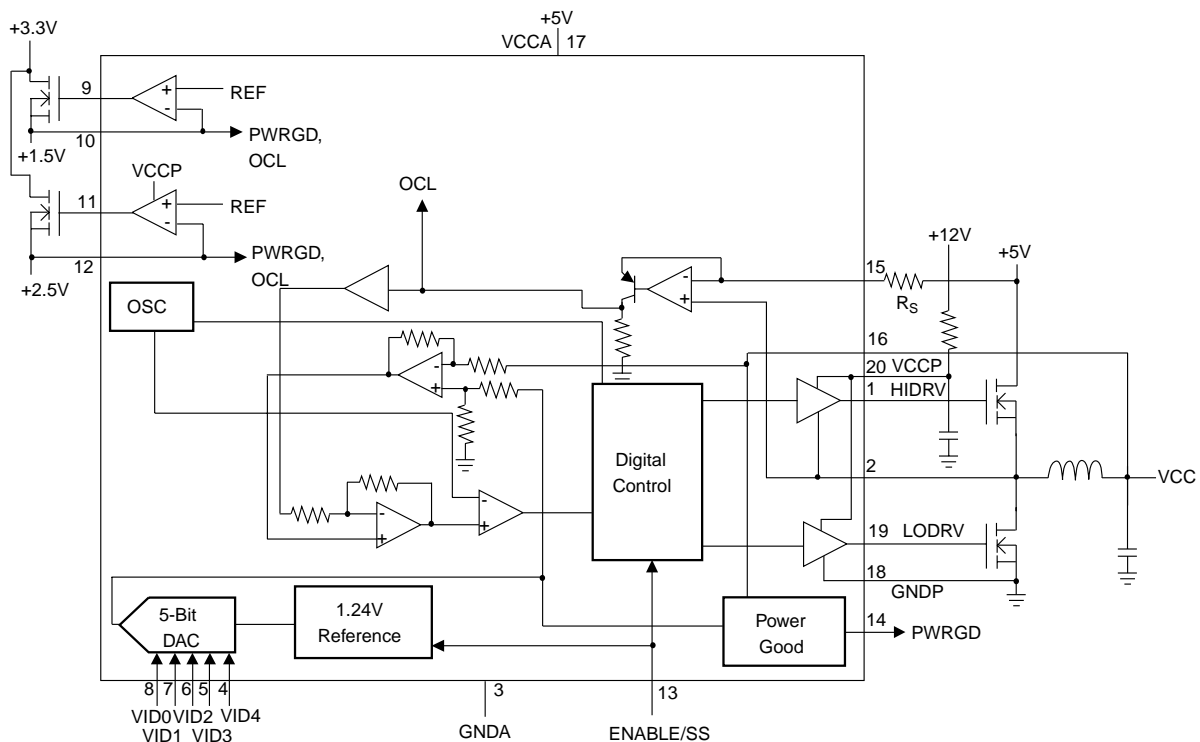 +5V
VCCA 17
+3.3V
9
REF
10
PWRGD,
OCL
+1.5V
VCCP
11
REF
12
PWRGD,
OCL
+2.5V
OCL
+12V
+5V
15
RS
OSC
16
20 VCCP
1 HIDRV
Digital
Control
2
VCC
19 LODRV
18
GNDP
5-Bit
DAC
1.24V
Reference
Power
Good
14
PWRGD
8 7 6 5 4
3
13
VID0 VID2 VID4
VID1 VID3
GNDA
ENABLE/SS
+
-
+
-
-
+
-
+
-
+
-
+